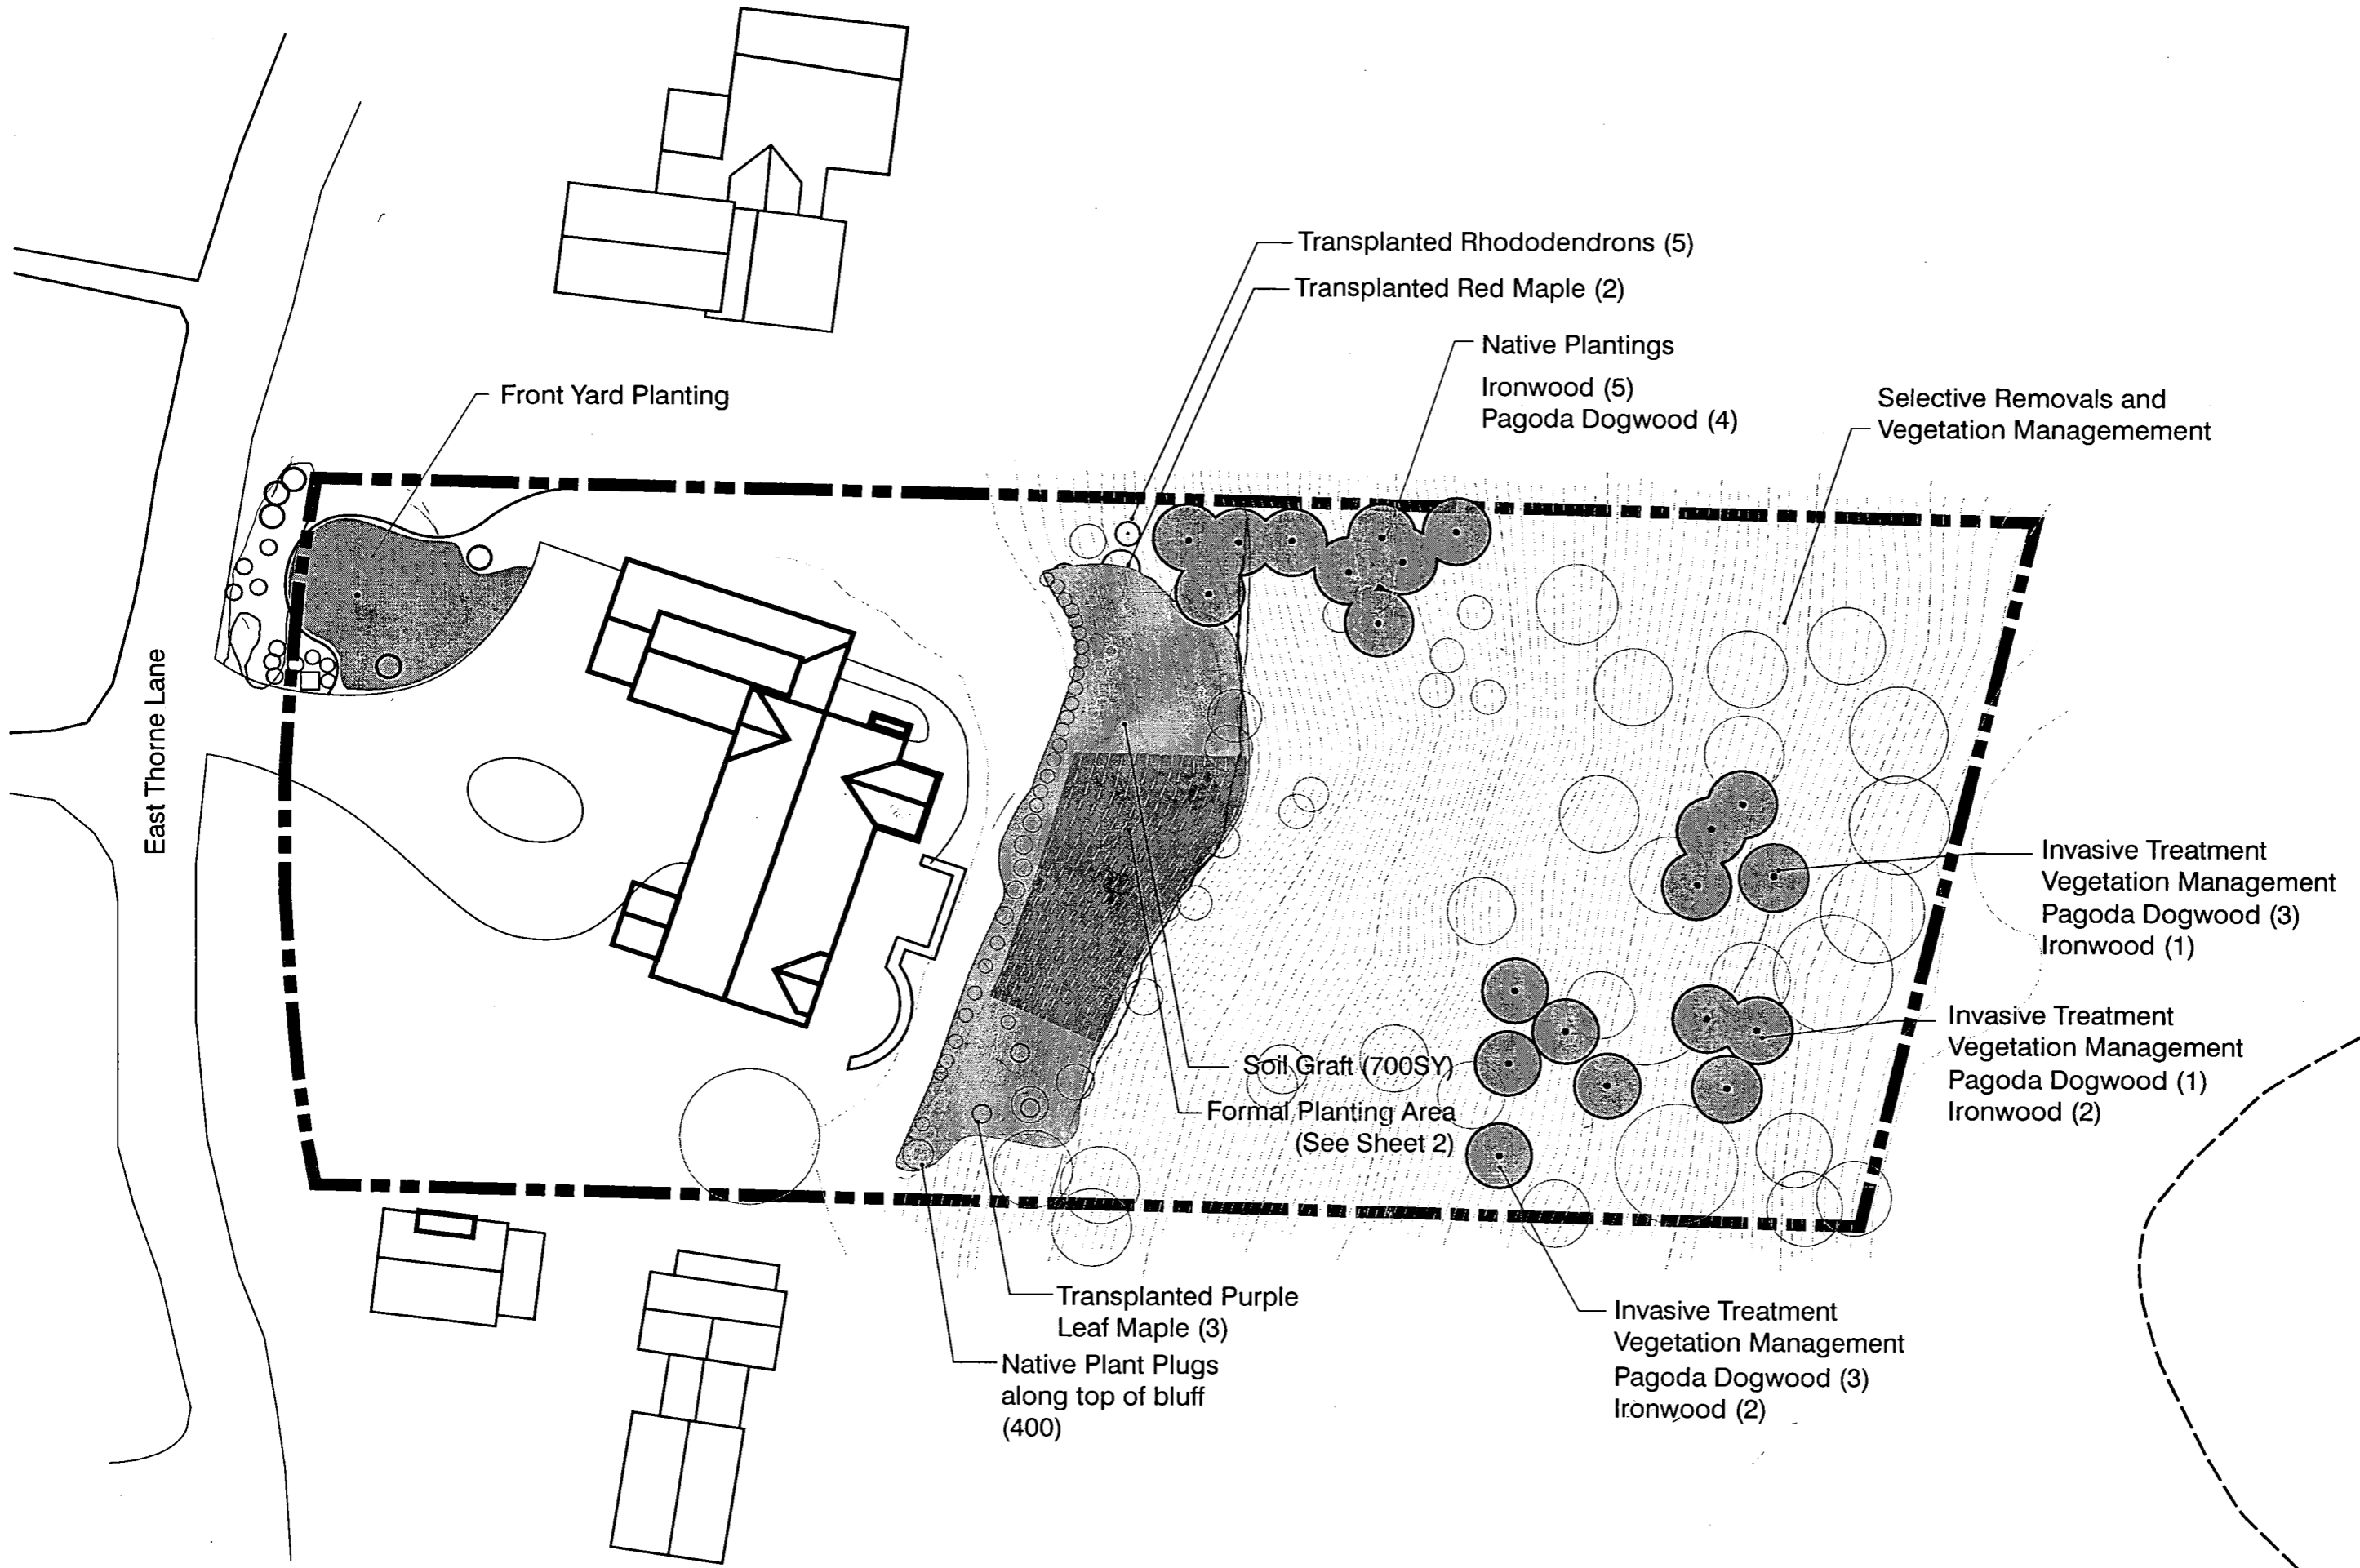 Transplanted Rhododendrons (5)
Transplanted Red Maple (2)
Native Plantings
Ironwood (5)
Pagoda Dogwood (4)
Front Yard Planting
Selective Removals and
Vegetation Managemement
East Thorne Lane
Invasive Treatment
Vegetation Management
Pagoda Dogwood (3)
Ironwood (1)
Invasive Treatment
Vegetation Management
Pagoda Dogwood (1)
Ironwood (2)
Soil Graft (700SY)
Formal Planting Area
(See Sheet 2)
Transplanted Purple
Leaf Maple (3)
Native Plant Plugs
along top of bluff
(400)
Invasive Treatment
Vegetation Management
Pagoda Dogwood (3)
Ironwood (2)